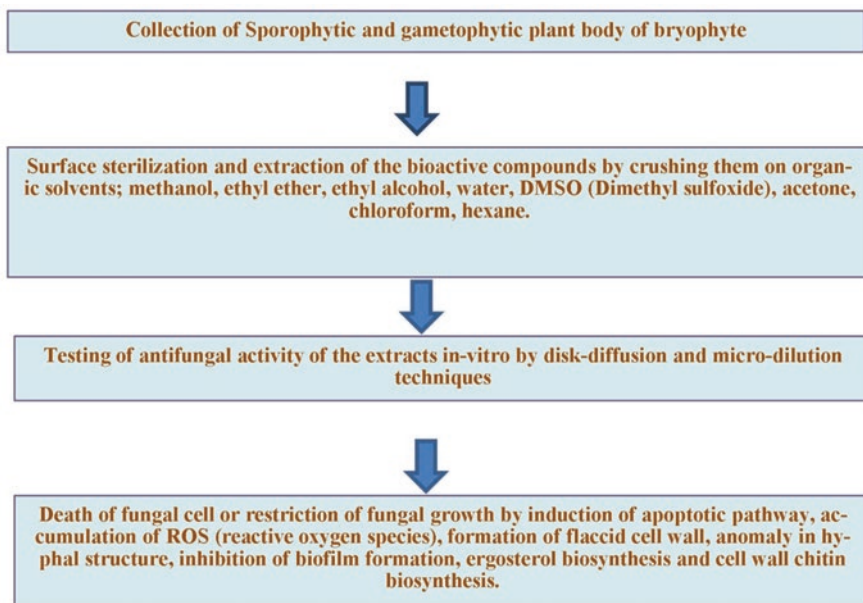 Collection of Sporophytic and gametophytic plant body of bryophyte
Surface sterilization and extraction of the bioactive compounds by crushing them on organ-
ic solvents; methanol, ethyl ether, ethyl alcohol, water, DMSO (Dimethyl sulfoxide), acetone,
chloroform, hexane.
Testing of antifungal activity of the extracts in-vitro by disk-diffusion and micro-dilution
techniques
Death of fungal cell or restriction of fungal growth by induction of apoptotic pathway, ac-
cumulation of ROS (reactive oxygen species), formation of flaccid cell wall, anomaly in hy-
phal structure, inhibition of biofilm formation, ergosterol biosynthesis and cell wall chitin
biosynthesis.